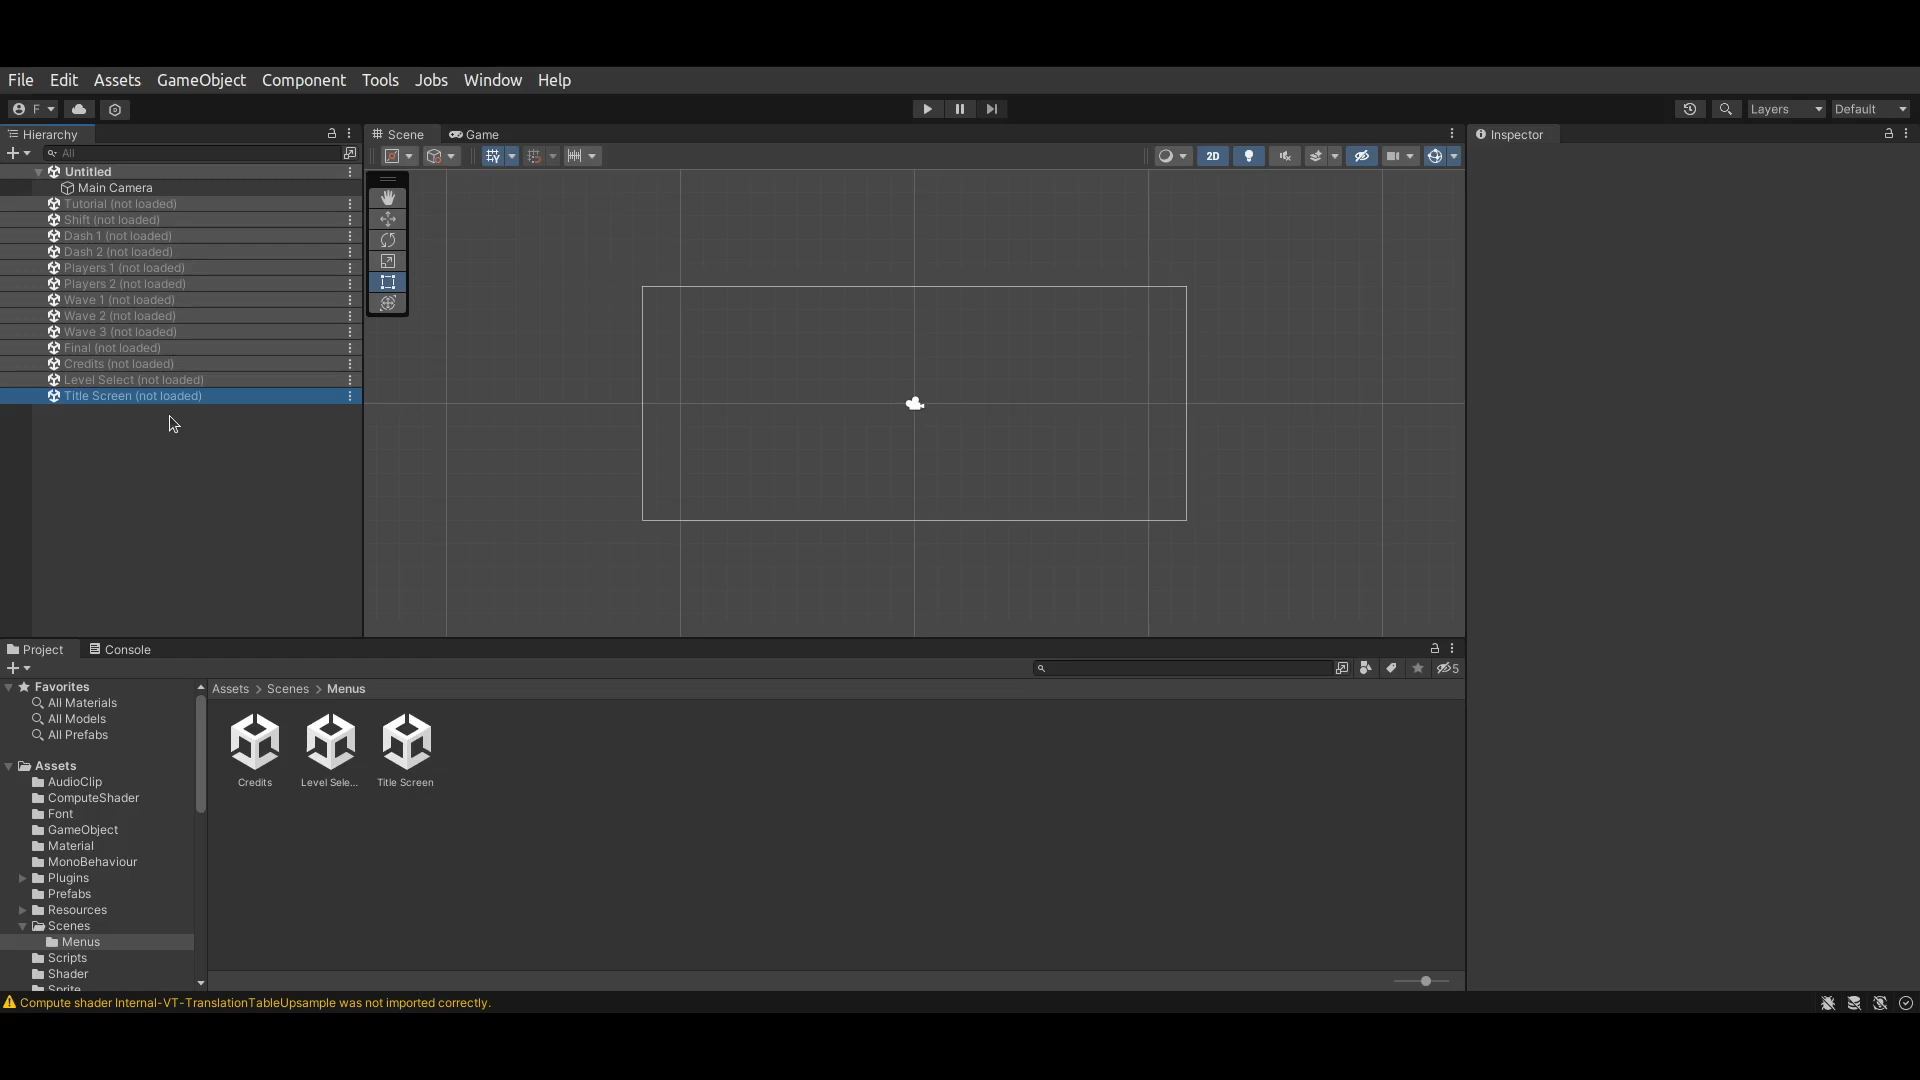 File Edit Assets GameObject Component Tools Jobs Window Help
F
Layers
Default
Hierarchy
All
Untitled
Main Camera
Tutorial (not loaded)
Shift (not loaded)
Dash 1 (not loaded)
Dash 2 (not loaded)
Players 1 (not loaded)
Players 2 (not loaded)
Wave 1 (not loaded)
Wave 2 (not loaded)
Wave 3 (not loaded)
Final (not loaded)
Credits (not loaded)
Level Select (not loaded)
Title Screen (not loaded)
Scene
Game
2D
Inspector
Project
Console
5
Favorites
All Materials
All Models
All Prefabs
Assets
AudioClip
ComputeShader
Font
GameObject
Material
MonoBehaviour
Plugins
Prefabs
Resources
Scenes
Menus
Scripts
Shader
Sprite
Assets > Scenes > Menus
Credits
Level Sele...
Title Screen
Compute shader Internal-VT-TranslationTableUpsample was not imported correctly.